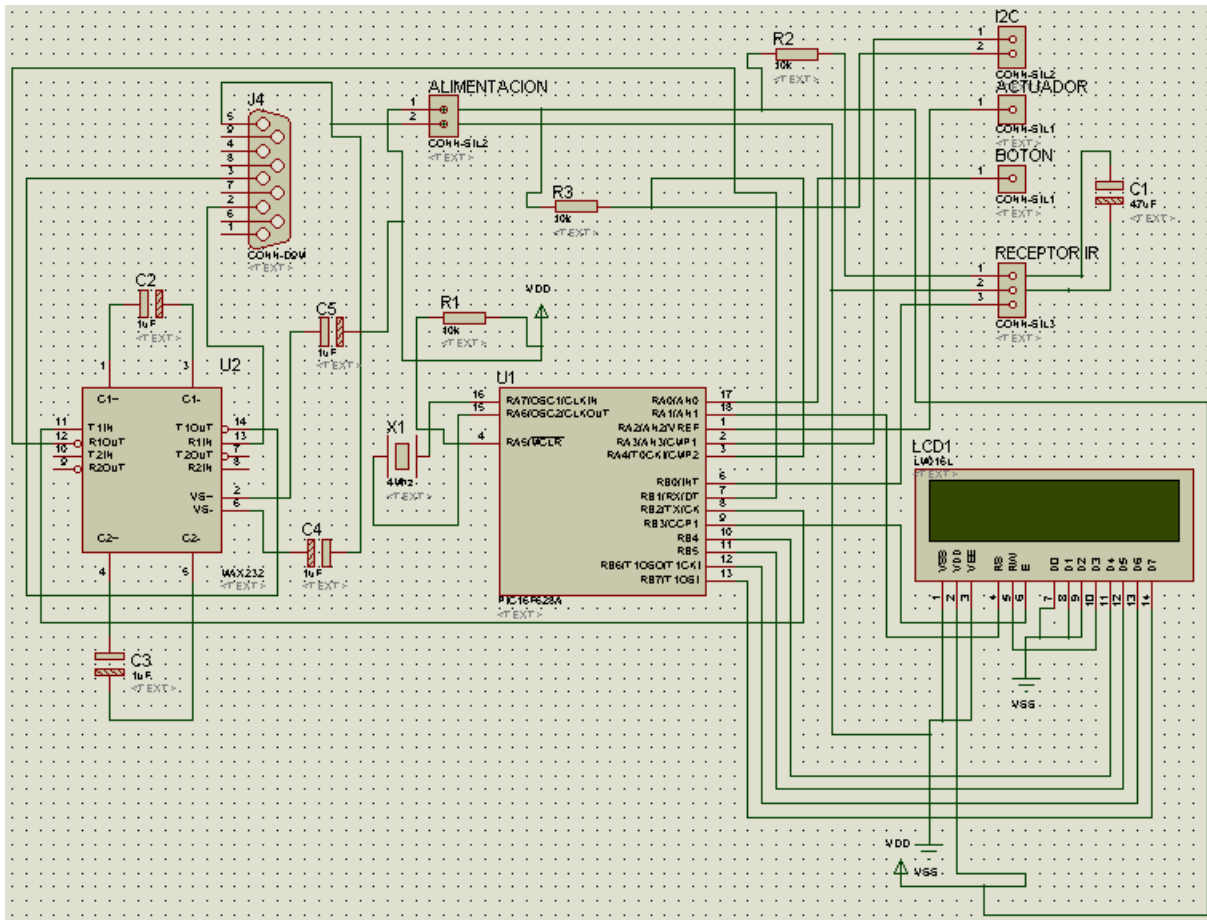 I2C
1
2
CONN-SIL2
<TEXT>
R2
10k
<TEXT>
ACTUADOR
1
CONN-SIL1
<TEXT>
ALIMENTACION
1
2
CONN-SIL2
<TEXT>
J4
5
9
4
8
3
7
2
6
1
CONN-D9M
<TEXT>
BOTON
1
CONN-SIL1
<TEXT>
C1
47uF
<TEXT>
R3
10k
<TEXT>
RECEPTOR IR
1
2
3
CONN-SIL3
<TEXT>
C2
1uF
<TEXT>
C5
1uF
<TEXT>
R1
10k
<TEXT>
VDD
U2
1
3
C1+
C1-
11 T1IN T1OUT 14
12 R1OUT R1IN 13
10 T2IN T2OUT 7
9 R2OUT R2IN 8
VS+ 2
VS- 6
C2+
C2-
4
5
MAX232
<TEXT>
C4
1uF
<TEXT>
C3
1uF
<TEXT>
X1
4Mhz
<TEXT>
U1
16 RA7/OSC1/CLKIN RA0/AN0 17
15 RA6/OSC2/CLKOUT RA1/AN1 18
RA2/AN2/VREF 1
4 RA5/MCLR RA3/AN3/CMP1 2
RA4/T0CKI/CMP2 3
RB0/INT 6
RB1/RX/DT 7
RB2/TX/CK 8
RB3/CCP1 9
RB4 10
RB5 11
RB6/T1OSO/T1CKI 12
RB7/T1OSI 13
PIC16F628A
<TEXT>
LCD1
LM016L
<TEXT>
VSS VDD VEE RS RW E D0 D1 D2 D3 D4 D5 D6 D7
1 2 3 4 5 6 7 8 9 10 11 12 13 14
VSS
VDD
VSS